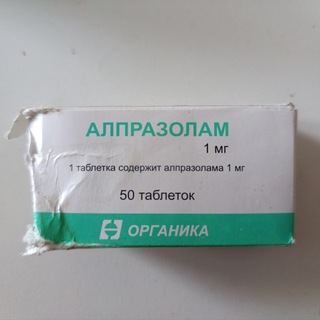 АЛПРАЗОЛАМ
1 мг
1 таблетка содержит алпразолама 1 мг
50 таблеток
ОРГАНИКА